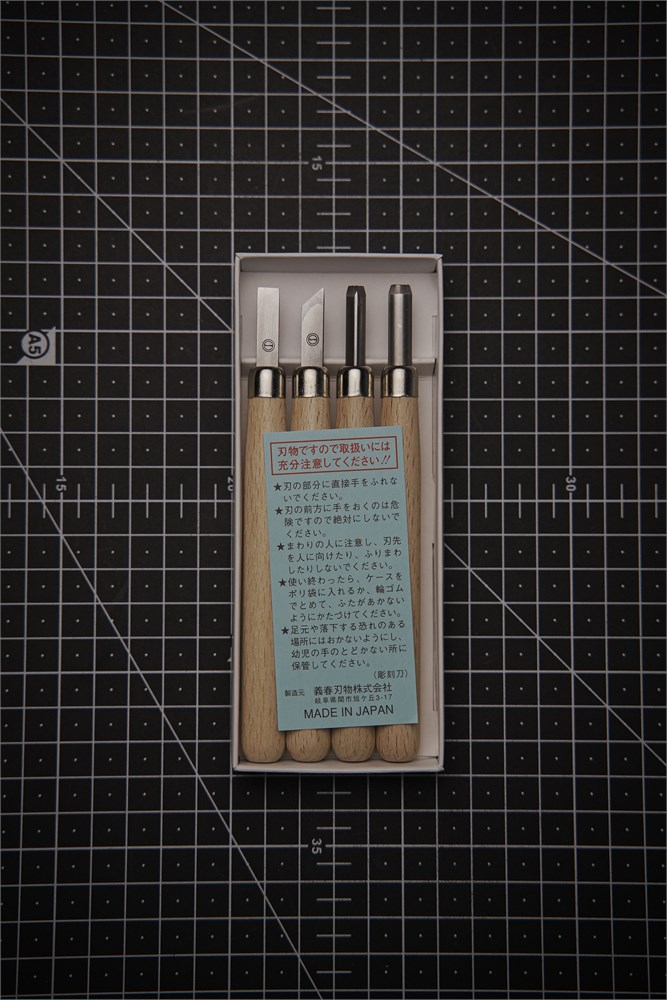 15
A5
15
30
35
刃物ですので取扱いには
充分注意してください!!
★刃の部分に直接手をふれな
いでください。
★刃の前方に手をおくのは危
険ですので絶対にしないで
ください。
★まわりの人に注意し、刃先
を人に向けたり、ふりまわ
したりしないでください。
★使い終わったら、ケースを
ポリ袋に入れるか、輪ゴム
でとめて、ふたがあかない
ようにかたづけてください。
★足元や落下する恐れのある
場所にはおかないようにし、
幼児の手のとどかない所に
保管してください。
（彫刻刀）
製造元 義春刃物株式会社
岐阜県関市旭ケ丘3-17
MADE IN JAPAN